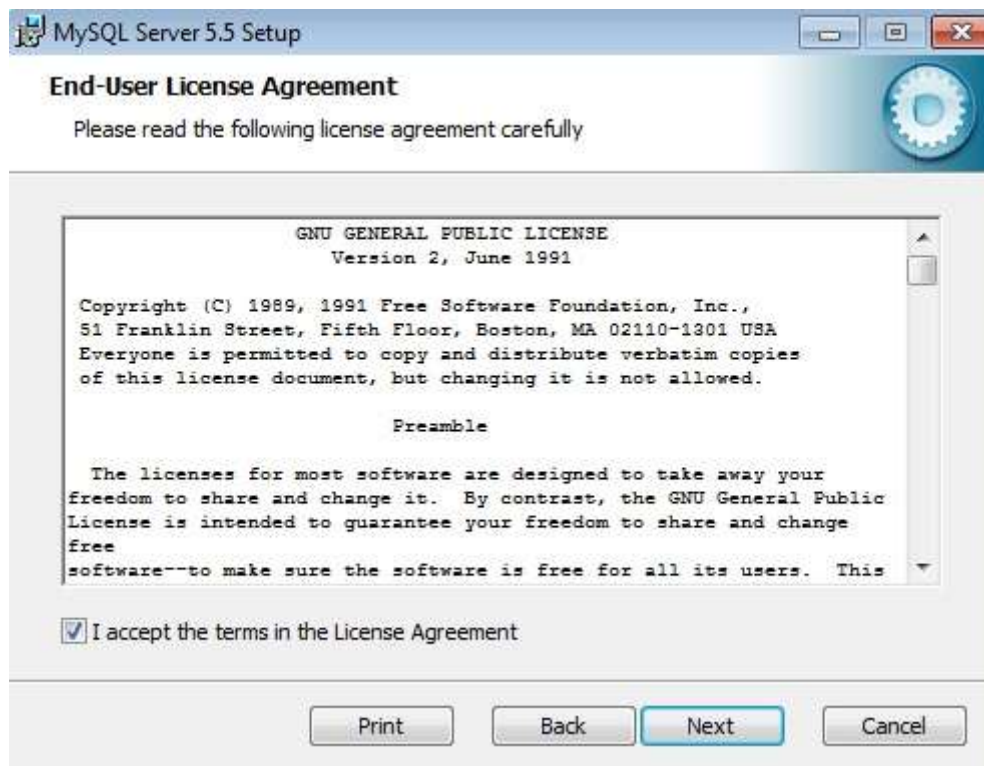 MySQL Server 5.5 Setup
End-User License Agreement
Please read the following license agreement carefully
GNU GENERAL PUBLIC LICENSE
Version 2, June 1991
Copyright (C) 1989, 1991 Free Software Foundation, Inc.,
51 Franklin Street, Fifth Floor, Boston, MA 02110-1301 USA
Everyone is permitted to copy and distribute verbatim copies
of this license document, but changing it is not allowed.
Preamble
The licenses for most software are designed to take away your
freedom to share and change it. By contrast, the GNU General Public
License is intended to guarantee your freedom to share and change
free
software--to make sure the software is free for all its users. This
I accept the terms in the License Agreement
Print Back Next Cancel